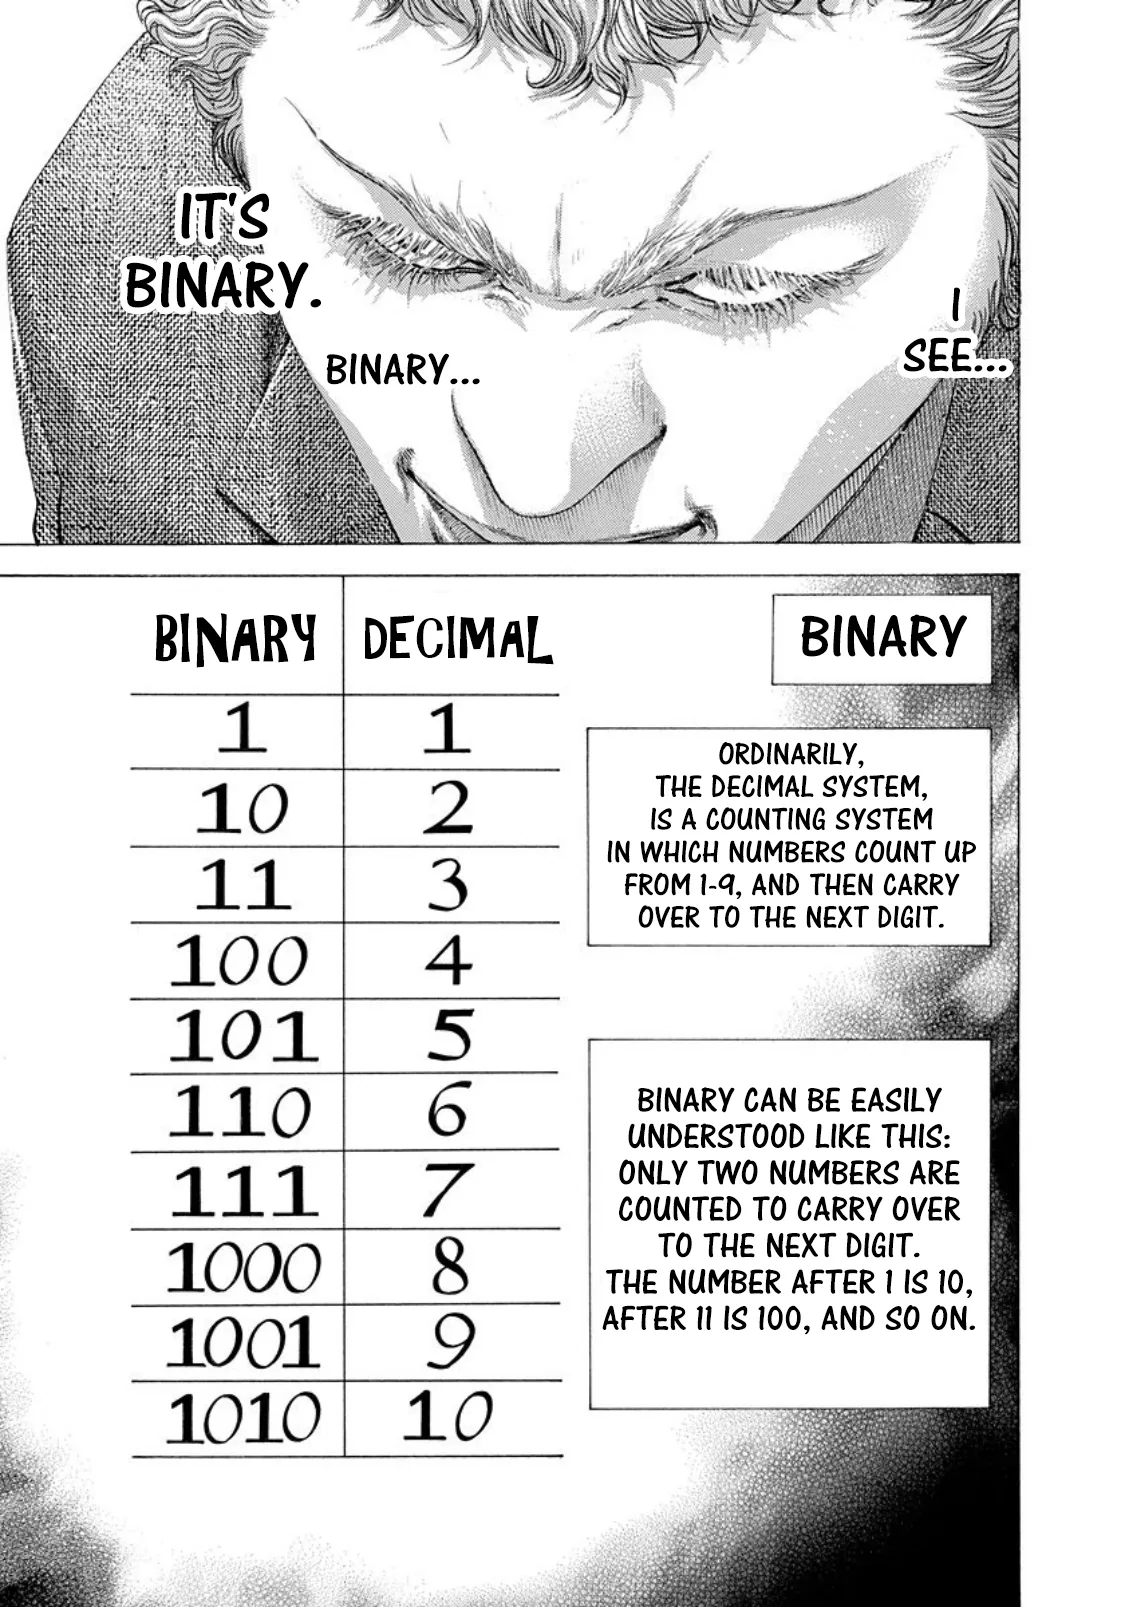 I
SEE...
IT'S
BINARY.
BINARY...
BINARY
ORDINARILY,
THE DECIMAL SYSTEM,
IS A COUNTING SYSTEM
IN WHICH NUMBERS COUNT UP
FROM 1-9, AND THEN CARRY
OVER TO THE NEXT DIGIT.
BINARY CAN BE EASILY
UNDERSTOOD LIKE THIS:
ONLY TWO NUMBERS ARE
COUNTED TO CARRY OVER
TO THE NEXT DIGIT.
THE NUMBER AFTER 1 IS 10,
AFTER 11 IS 100, AND SO ON.
BINARY DECIMAL
1 1
10 2
11 3
100 4
101 5
110 6
111 7
1000 8
1001 9
1010 10